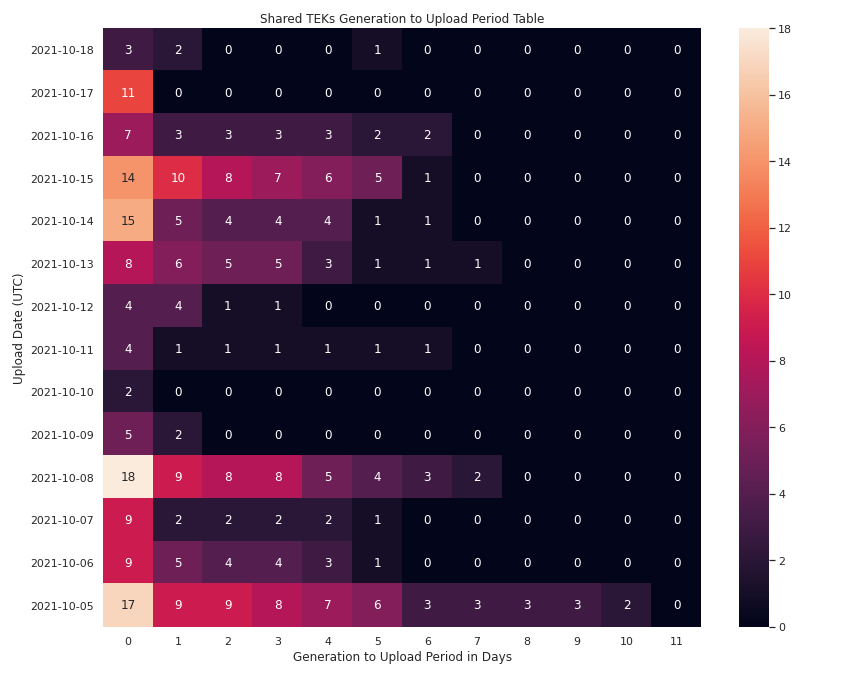 Shared TEKs Generation to Upload Period Table
Upload Date (UTC)
2021-10-18 3 2 0 0 0 1 0 0 0 0 0 0
2021-10-17 11 0 0 0 0 0 0 0 0 0 0 0
2021-10-16 7 3 3 3 3 2 2 0 0 0 0 0
2021-10-15 14 10 8 7 6 5 1 0 0 0 0 0
2021-10-14 15 5 4 4 4 1 1 0 0 0 0 0
2021-10-13 8 6 5 5 3 1 1 1 0 0 0 0
2021-10-12 4 4 1 1 0 0 0 0 0 0 0 0
2021-10-11 4 1 1 1 1 1 1 0 0 0 0 0
2021-10-10 2 0 0 0 0 0 0 0 0 0 0 0
2021-10-09 5 2 0 0 0 0 0 0 0 0 0 0
2021-10-08 18 9 8 8 5 4 3 2 0 0 0 0
2021-10-07 9 2 2 2 2 1 0 0 0 0 0 0
2021-10-06 9 5 4 4 3 1 0 0 0 0 0 0
2021-10-05 17 9 9 8 7 6 3 3 3 3 2 0
0 1 2 3 4 5 6 7 8 9 10 11
Generation to Upload Period in Days
18
16
14
12
10
8
6
4
2
0